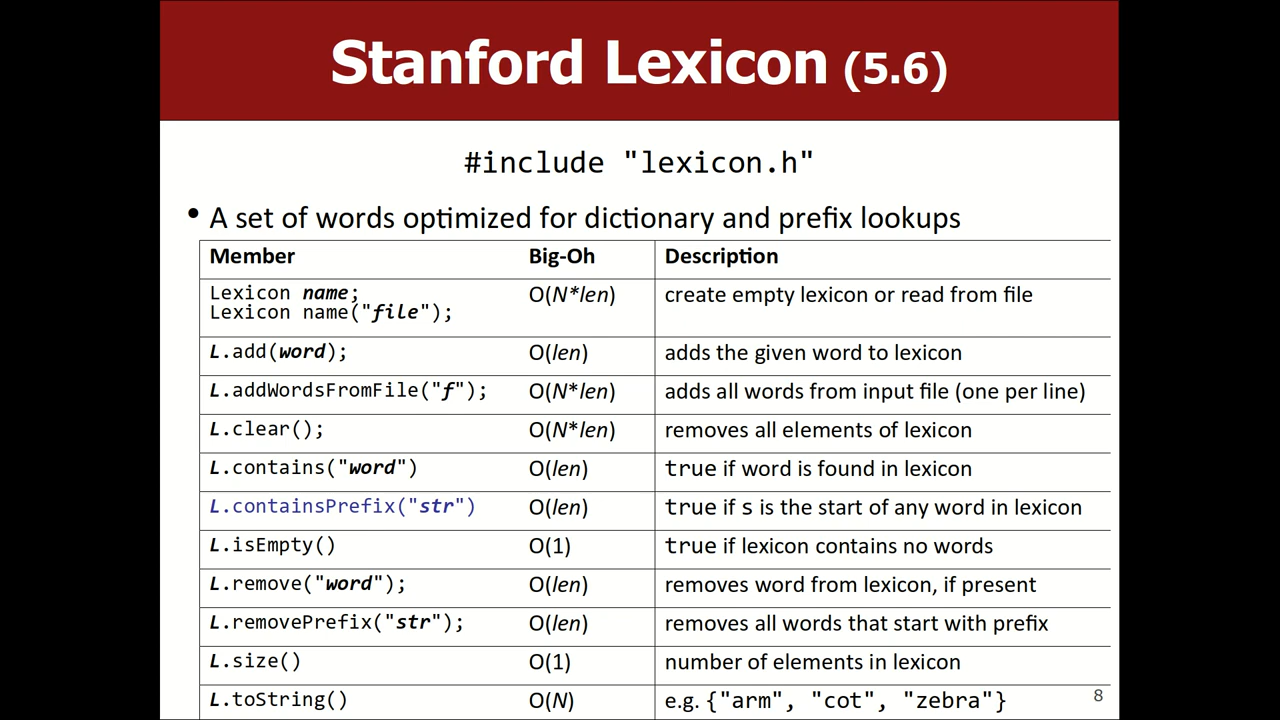 Stanford Lexicon (5.6)
#include "lexicon.h"
• A set of words optimized for dictionary and prefix lookups
Member Big-Oh Description
Lexicon name; O(N*len) create empty lexicon or read from file
Lexicon name("file");
L.add(word); O(len) adds the given word to lexicon
L.addWordsFromFile("f"); O(N*len) adds all words from input file (one per line)
L.clear(); O(N*len) removes all elements of lexicon
L.contains("word") O(len) true if word is found in lexicon
L.containsPrefix("str") O(len) true if s is the start of any word in lexicon
L.isEmpty() O(1) true if lexicon contains no words
L.remove("word"); O(len) removes word from lexicon, if present
L.removePrefix("str"); O(len) removes all words that start with prefix
L.size() O(1) number of elements in lexicon
L.toString() O(N) e.g. {"arm", "cot", "zebra"}
8